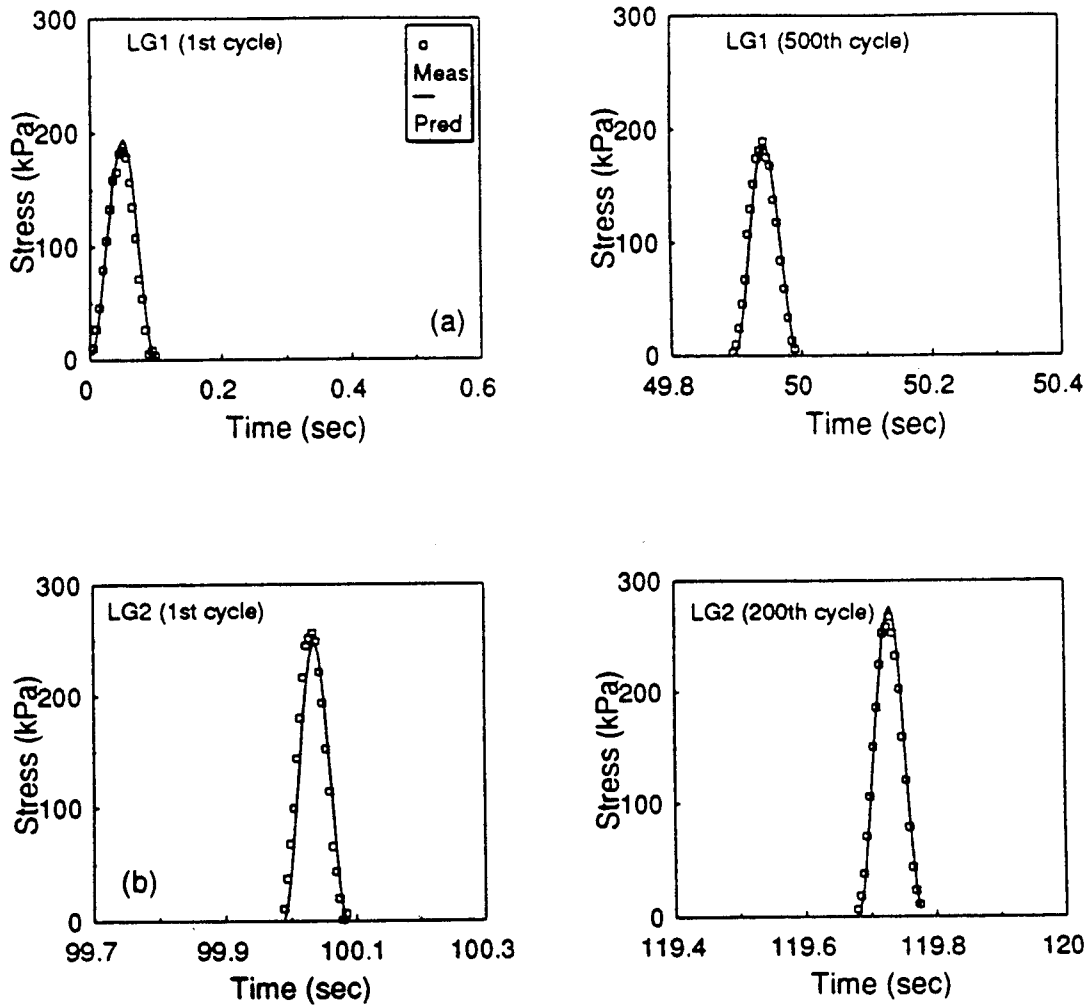 300
LG1 (1st cycle)
Meas
Pred
200
100
0
Stress (kPa)
(a)
0
0.2
0.4
0.6
Time (sec)
300
LG1 (500th cycle)
200
100
0
Stress (kPa)
49.8
50
50.2
50.4
Time (sec)
300
LG2 (1st cycle)
200
100
0
Stress (kPa)
(b)
99.7
99.9
100.1
100.3
Time (sec)
300
LG2 (200th cycle)
200
100
0
Stress (kPa)
119.4
119.6
119.8
120
Time (sec)